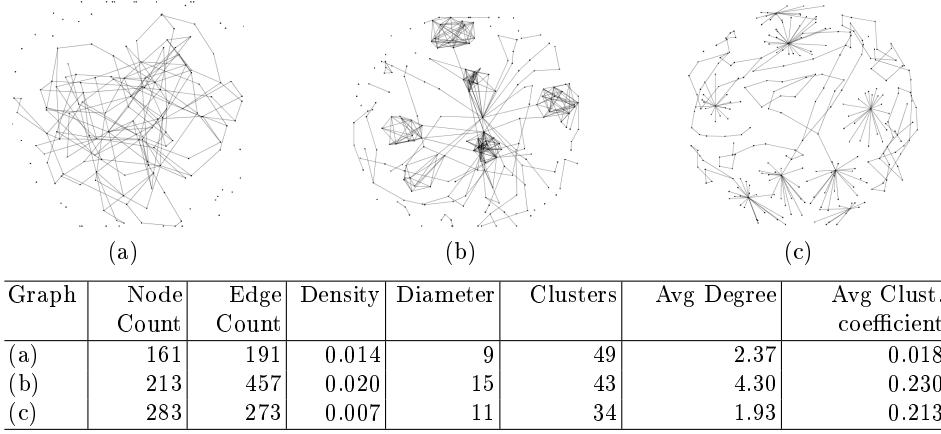 (a) (b) (c)
Graph Node Edge Density Diameter Clusters Avg Degree Avg Clust.
Count Count coefficient
(a) 161 191 0.014 9 49 2.37 0.018
(b) 213 457 0.020 15 43 4.30 0.230
(c) 283 273 0.007 11 34 1.93 0.213